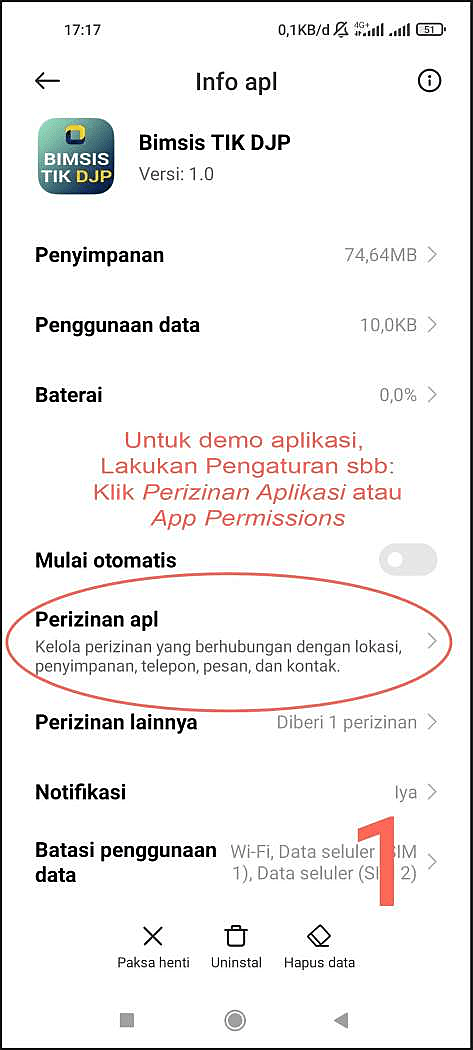 17:17
0,1KB/d
4G+
51
Info apl
BIMSIS
TIK DJP
Bimsis TIK DJP
Versi: 1.0
Penyimpanan 74,64MB
Penggunaan data 10,0KB
Baterai 0,0%
Untuk demo aplikasi,
Lakukan Pengaturan sbb:
Klik Perizinan Aplikasi atau
App Permissions
Mulai otomatis
Perizinan apl
Kelola perizinan yang berhubungan dengan lokasi,
penyimpanan, telepon, pesan, dan kontak.
Perizinan lainnya Diberi 1 perizinan
Notifikasi Iya
Batasi penggunaan
data
Wi-Fi, Data seluler (SIM
1), Data seluler (SIM 2)
1
Paksa henti Uninstal Hapus data